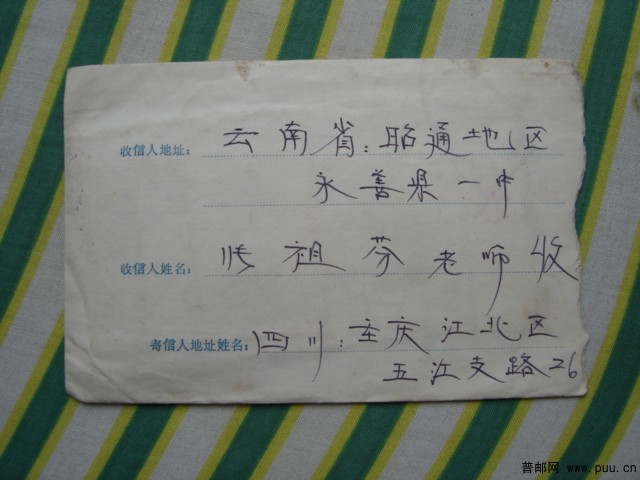 收信人地址: 云南省:昭通地区
永善县一中
收信人姓名: 张祖芬老师收
寄信人地址姓名: 四川:重庆江北区
五江支路26
普邮网 www.puu.cn